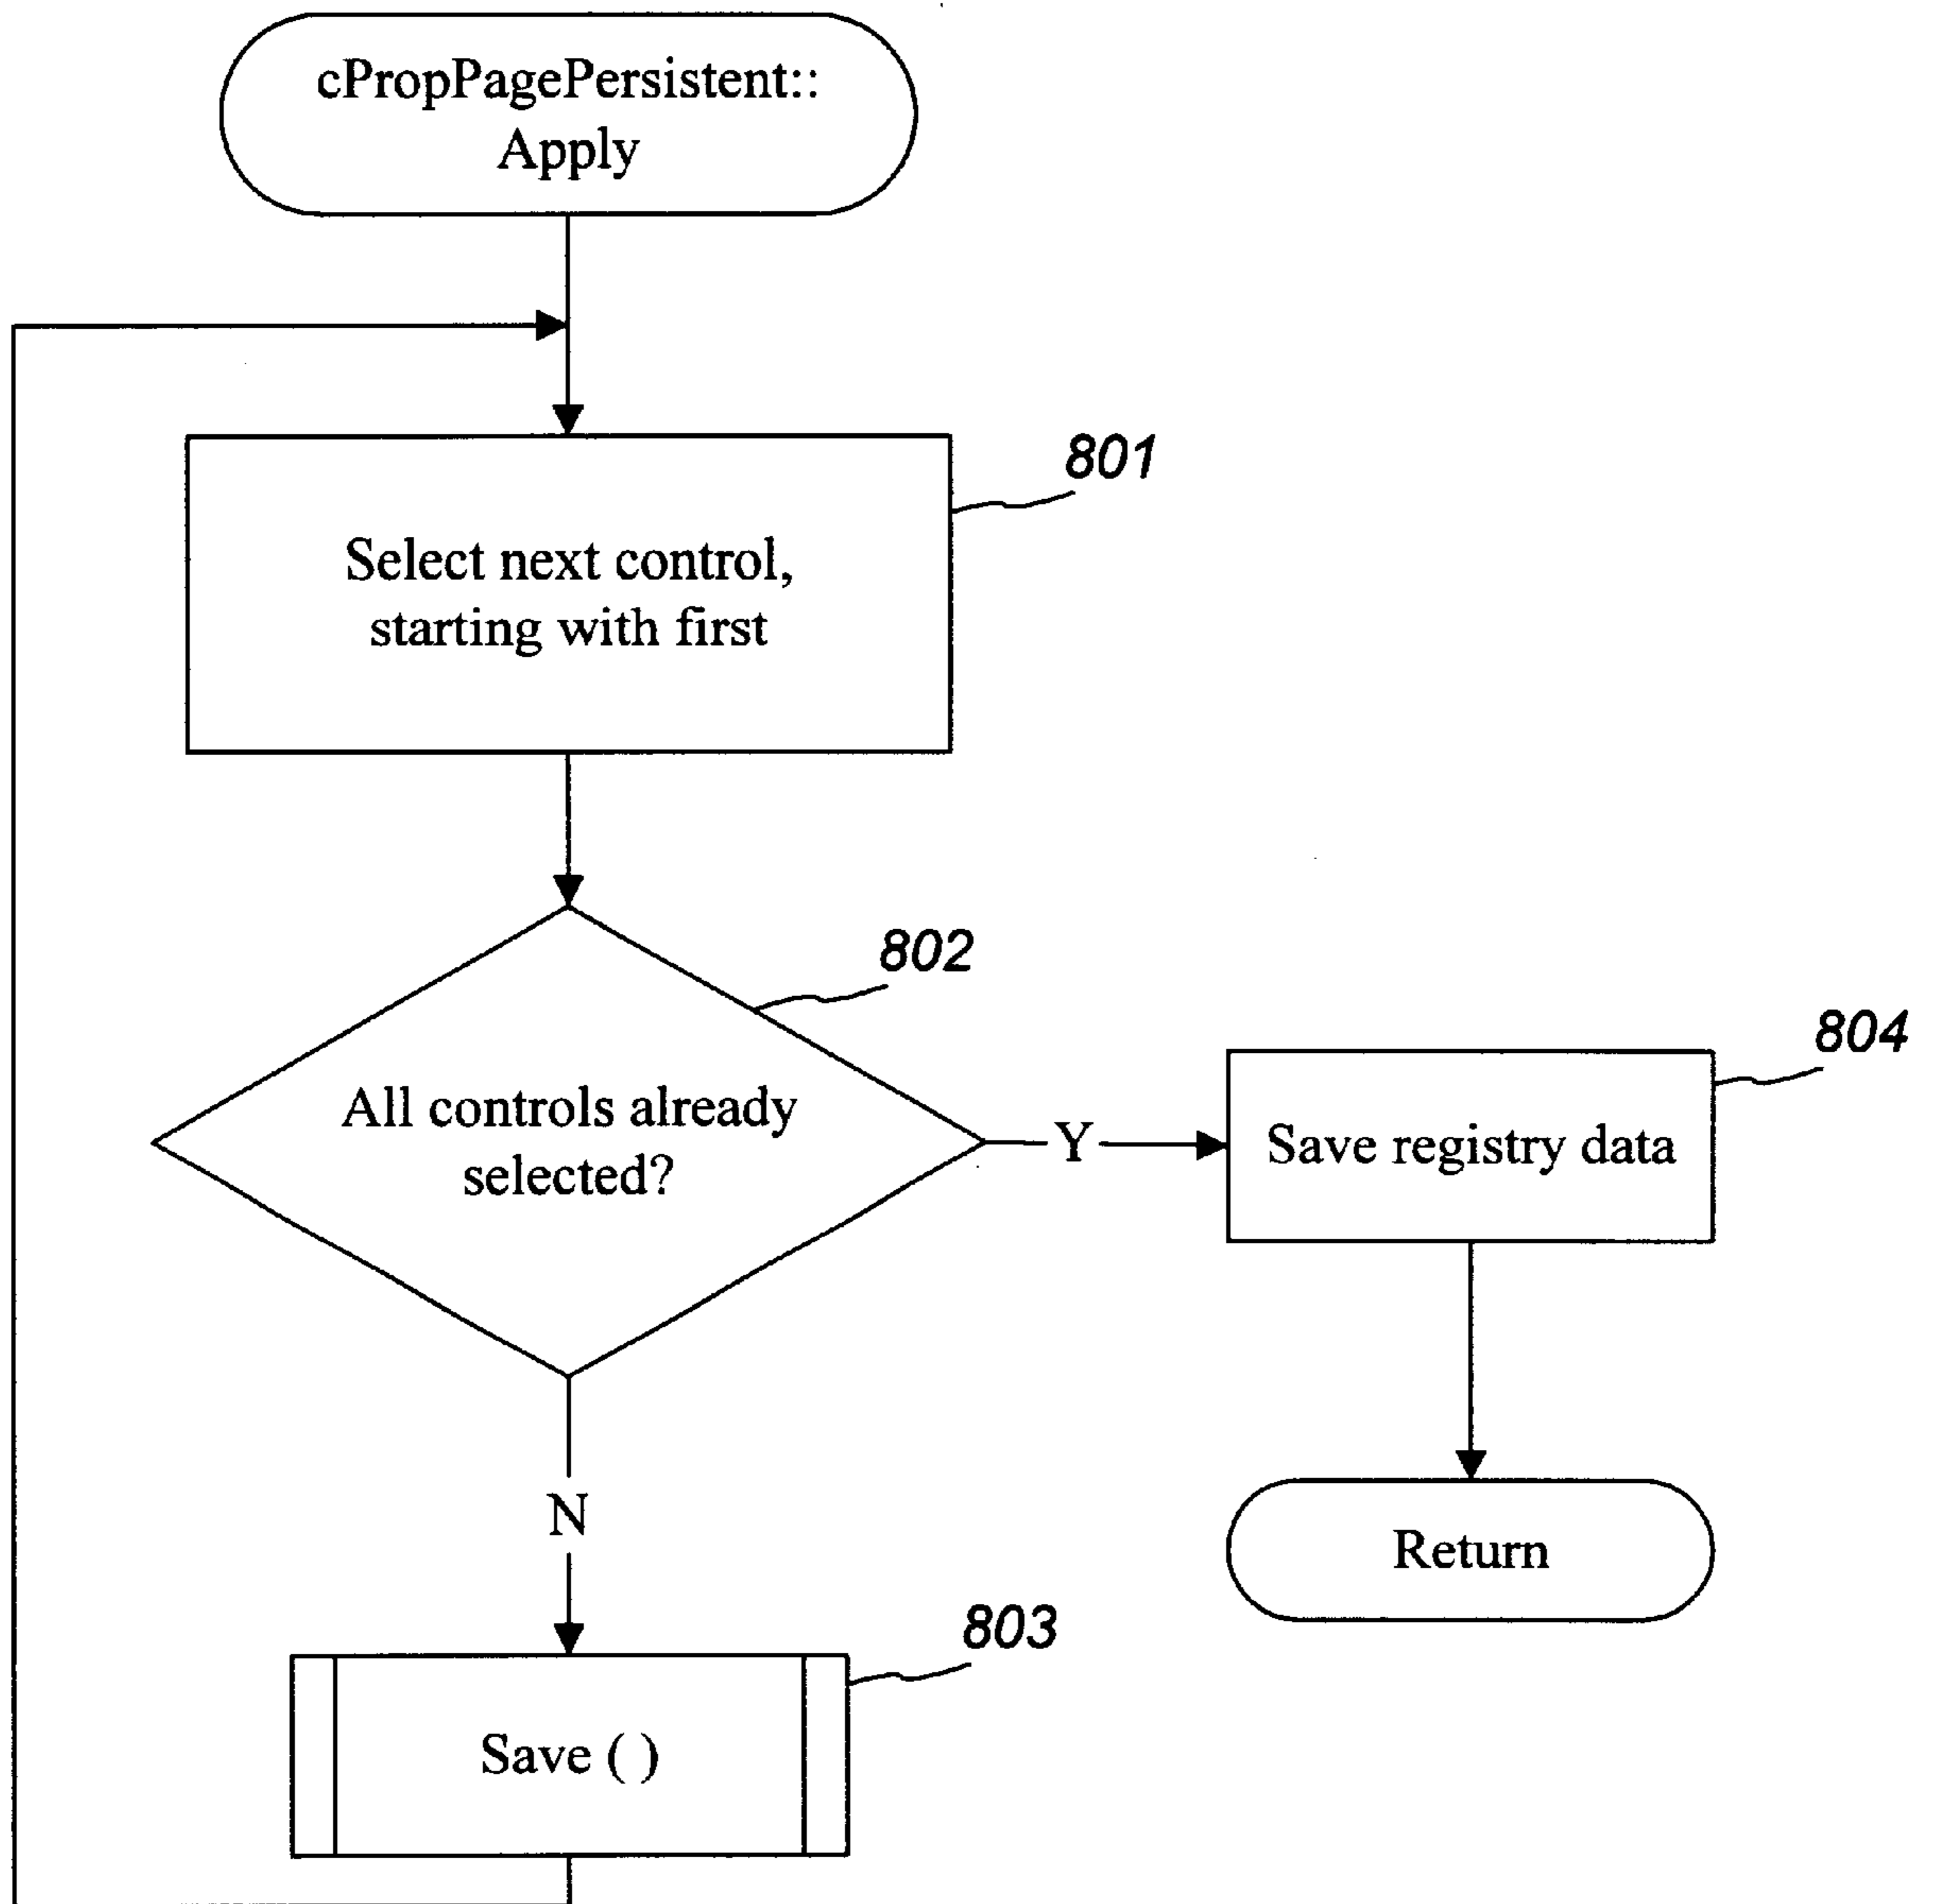 cPropPagePersistent::
Apply
801
Select next control,
starting with first
802
All controls already
selected?
Y
804
Save registry data
N
Return
803
Save ( )